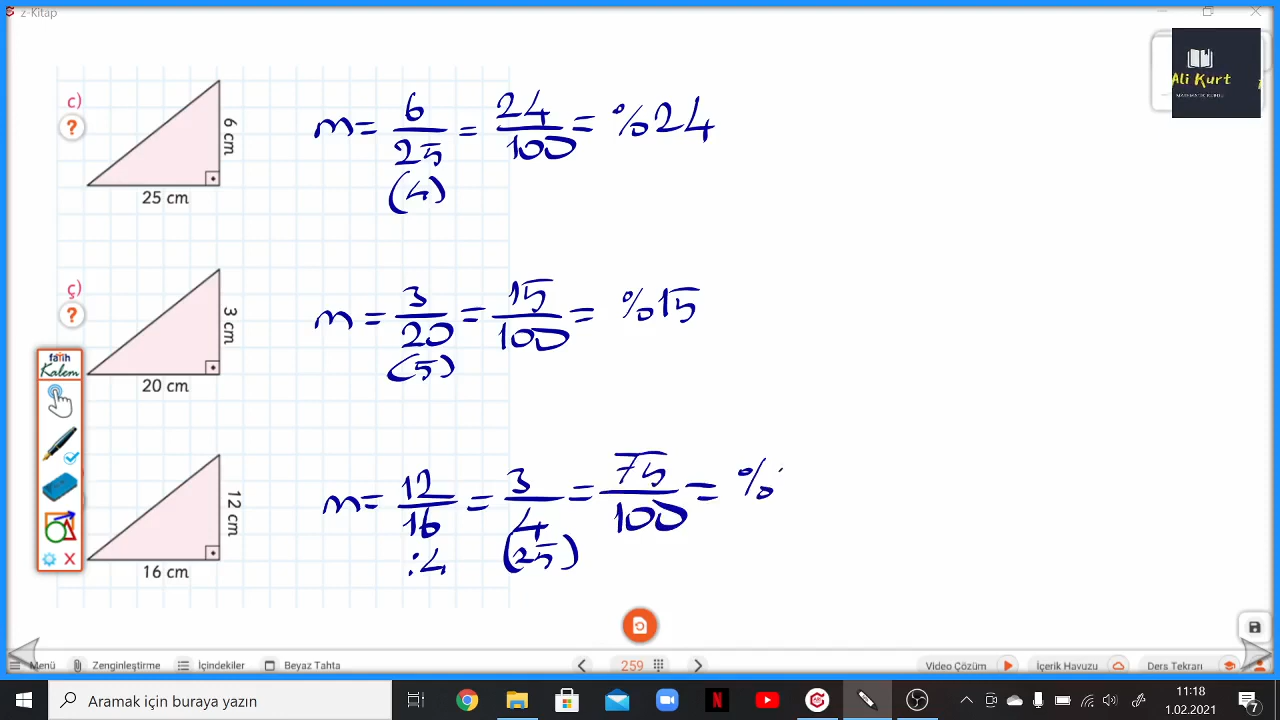 z-Kitap
Ali Kurt
MATEMATİK KULESİ
c)
?
6 cm
25 cm
m = 6/25 = 24/100 = %24
(4)
ç)
?
3 cm
20 cm
m = 3/20 = 15/100 = %15
(5)
fatih
Kalem
12 cm
16 cm
m = 12/16 = 3/4 = 75/100 = %
:4 (25)
Menü Zenginleştirme İçindekiler Beyaz Tahta 259 Video Çözüm İçerik Havuzu Ders Tekrarı
Aramak için buraya yazın
11:18
1.02.2021
7